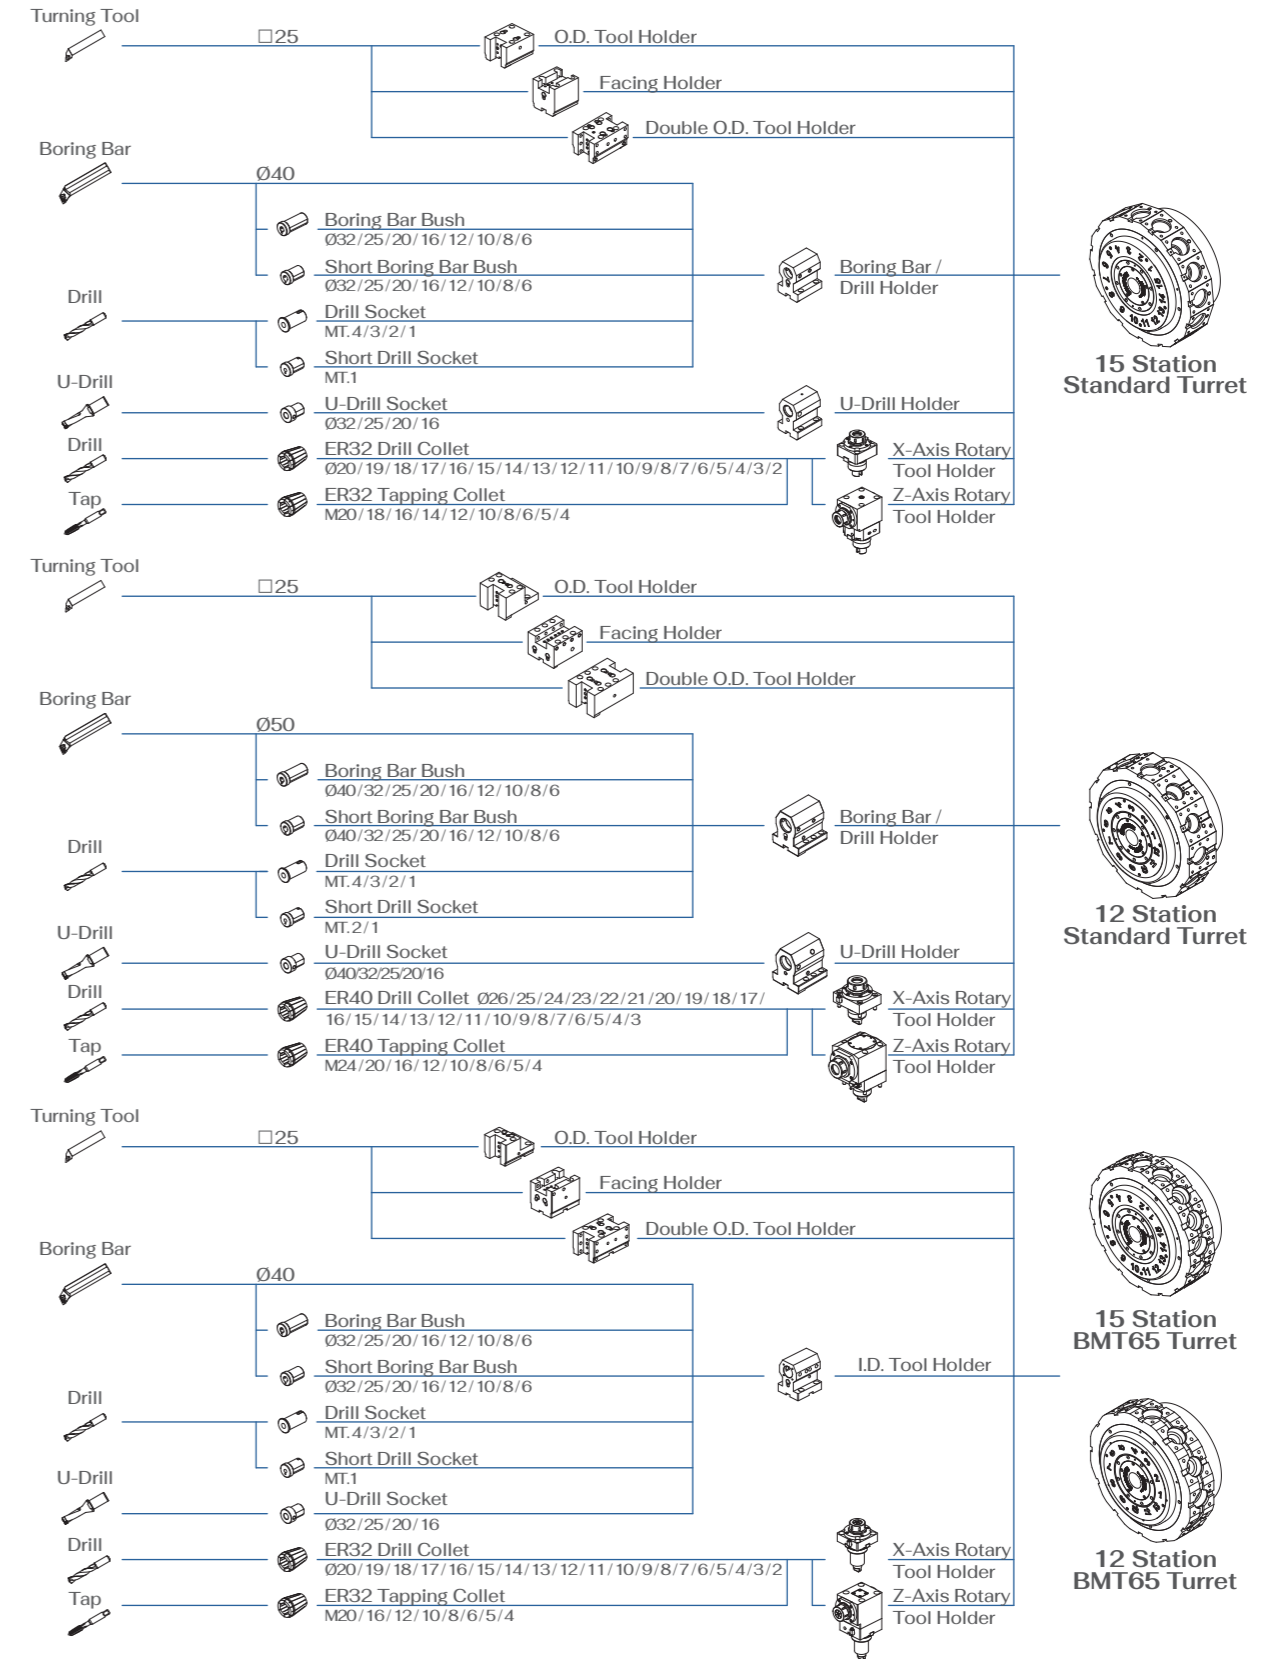 Turning Tool
□25
O.D. Tool Holder
Facing Holder
Double O.D. Tool Holder
Boring Bar
Ø40
Boring Bar Bush
Ø32/25/20/16/12/10/8/6
Short Boring Bar Bush
Ø32/25/20/16/12/10/8/6
Boring Bar /
Drill Holder
Drill
Drill Socket
MT.4/3/2/1
Short Drill Socket
MT.1
15 Station
Standard Turret
U-Drill
U-Drill Socket
Ø32/25/20/16
U-Drill Holder
Drill
ER32 Drill Collet
Ø20/19/18/17/16/15/14/13/12/11/10/9/8/7/6/5/4/3/2
X-Axis Rotary
Tool Holder
Tap
ER32 Tapping Collet
M20/18/16/14/12/10/8/6/5/4
Z-Axis Rotary
Tool Holder
Turning Tool
□25
O.D. Tool Holder
Facing Holder
Double O.D. Tool Holder
Boring Bar
Ø50
Boring Bar Bush
Ø40/32/25/20/16/12/10/8/6
Short Boring Bar Bush
Ø40/32/25/20/16/12/10/8/6
Boring Bar /
Drill Holder
Drill
Drill Socket
MT.4/3/2/1
Short Drill Socket
MT.2/1
12 Station
Standard Turret
U-Drill
U-Drill Socket
Ø40/32/25/20/16
U-Drill Holder
Drill
ER40 Drill Collet Ø26/25/24/23/22/21/20/19/18/17/
16/15/14/13/12/11/10/9/8/7/6/5/4/3
X-Axis Rotary
Tool Holder
Tap
ER40 Tapping Collet
M24/20/16/12/10/8/6/5/4
Z-Axis Rotary
Tool Holder
Turning Tool
□25
O.D. Tool Holder
Facing Holder
Double O.D. Tool Holder
Boring Bar
Ø40
Boring Bar Bush
Ø32/25/20/16/12/10/8/6
15 Station
BMT65 Turret
Short Boring Bar Bush
Ø32/25/20/16/12/10/8/6
I.D. Tool Holder
Drill
Drill Socket
MT.4/3/2/1
Short Drill Socket
MT.1
U-Drill
U-Drill Socket
Ø32/25/20/16
Drill
ER32 Drill Collet
Ø20/19/18/17/16/15/14/13/12/11/10/9/8/7/6/5/4/3/2
X-Axis Rotary
Tool Holder
12 Station
BMT65 Turret
Tap
ER32 Tapping Collet
M20/16/12/10/8/6/5/4
Z-Axis Rotary
Tool Holder